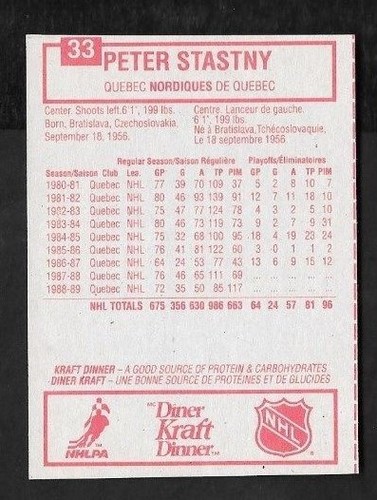 33 PETER STASTNY
QUEBEC NORDIQUES DE QUEBEC
Center. Shoots left.6'1", 199 lbs.
Born, Bratislava, Czechoslovakia,
September 18, 1956.
Centre. Lanceur de gauche.
6'1", 199 lbs.
Né à Bratislava,Tchécoslovaquie,
Le 18 septembre 1956.
Regular Season/Saison Régulière Playoffs/Éliminatoires
Season/Saison Club Lea. GP G A TP PIM GP G A TP PIM
1980-81 Quebec NHL 77 39 70 109 37 5 2 8 10 7
1981-82 Quebec NHL 80 46 93 139 91 12 7 11 18 10
1982-83 Quebec NHL 75 47 77 124 78 4 3 2 5 10
1983-84 Quebec NHL 80 46 73 119 73 9 2 7 9 31
1984-85 Quebec NHL 75 32 68 100 95 18 4 19 23 24
1985-86 Quebec NHL 76 41 81 122 60 3 0 1 1 2
1986-87 Quebec NHL 64 24 53 77 43 13 6 9 15 12
1987-88 Quebec NHL 76 46 65 111 69 ... ... ... ... ...
1988-89 Quebec NHL 72 35 50 85 117 ... ... ... ... ...
NHL TOTALS 675 356 630 986 663 64 24 57 81 96
KRAFT DINNER – A GOOD SOURCE OF PROTEIN & CARBOHYDRATES
DINER KRAFT – UNE BONNE SOURCE DE PROTEINES ET DE GLUCIDES
NHLPA
MC Diner
Kraft
Dinner TM
NHL